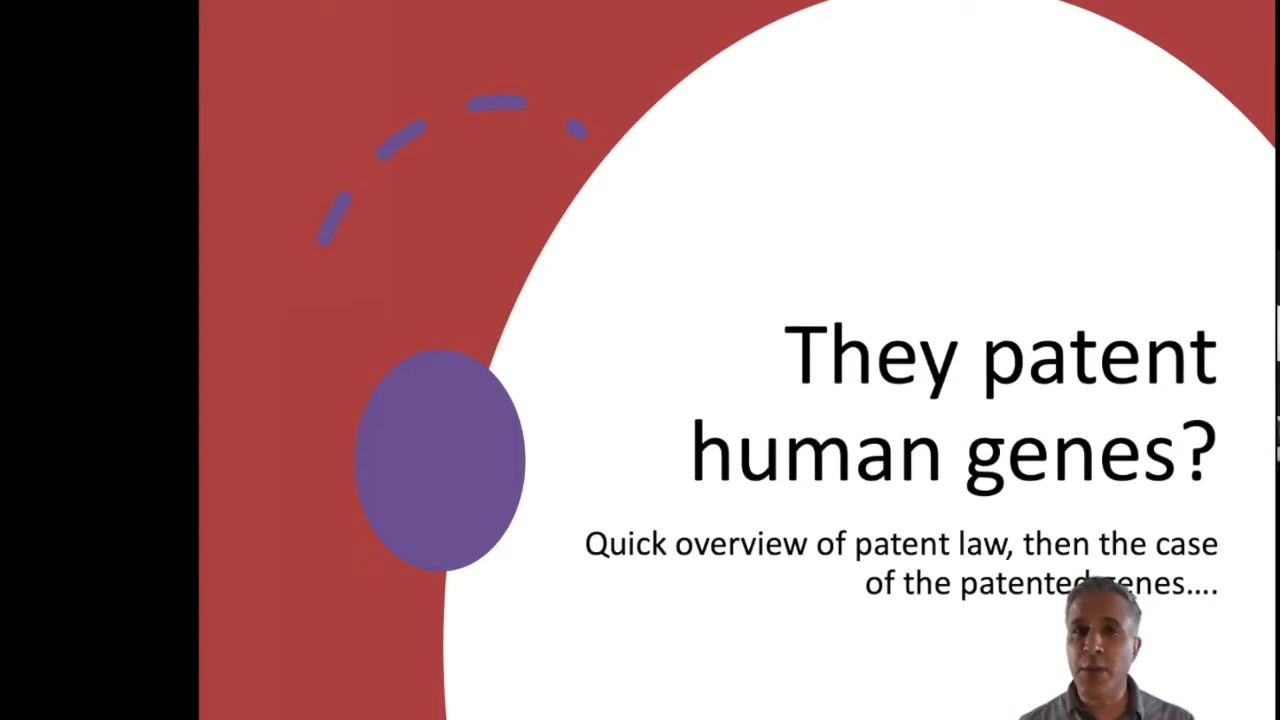 They patent
human genes?
Quick overview of patent law, then the case
of the patented genes....